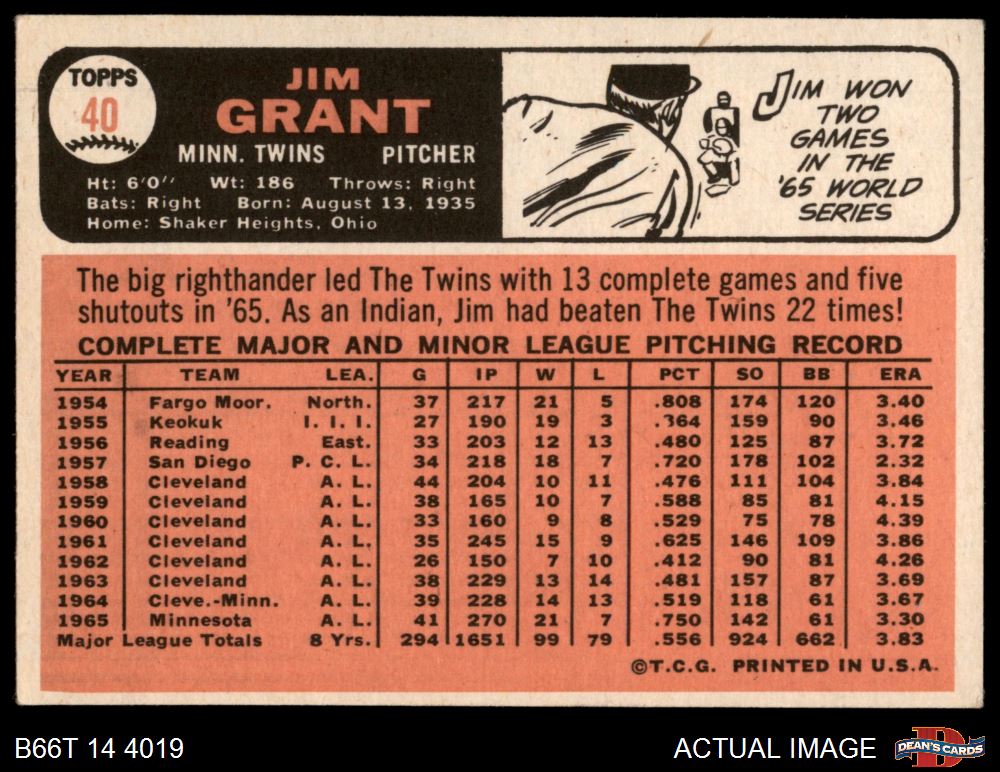 TOPPS
40
JIM
GRANT
MINN. TWINS PITCHER
Ht: 6'0'' Wt: 186 Throws: Right
Bats: Right Born: August 13, 1935
Home: Shaker Heights, Ohio
JIM WON
TWO
GAMES
IN THE
'65 WORLD
SERIES
The big righthander led The Twins with 13 complete games and five
shutouts in '65. As an Indian, Jim had beaten The Twins 22 times!
COMPLETE MAJOR AND MINOR LEAGUE PITCHING RECORD
YEAR TEAM LEA. G IP W L PCT SO BB ERA
1954 Fargo Moor. North. 37 217 21 5 .808 174 120 3.40
1955 Keokuk I. I. I. 27 190 19 3 .364 159 90 3.46
1956 Reading East. 33 203 12 13 .480 125 87 3.72
1957 San Diego P. C. L. 34 218 18 7 .720 178 102 2.32
1958 Cleveland A. L. 44 204 10 11 .476 111 104 3.84
1959 Cleveland A. L. 38 165 10 7 .588 85 81 4.15
1960 Cleveland A. L. 33 160 9 8 .529 75 78 4.39
1961 Cleveland A. L. 35 245 15 9 .625 146 109 3.86
1962 Cleveland A. L. 26 150 7 10 .412 90 81 4.26
1963 Cleveland A. L. 38 229 13 14 .481 157 87 3.69
1964 Cleve.-Minn. A. L. 39 228 14 13 .519 118 61 3.67
1965 Minnesota A. L. 41 270 21 7 .750 142 61 3.30
Major League Totals 8 Yrs. 294 1651 99 79 .556 924 662 3.83
©T.C.G. PRINTED IN U.S.A.
B66T 14 4019 ACTUAL IMAGE DEAN'S CARDS